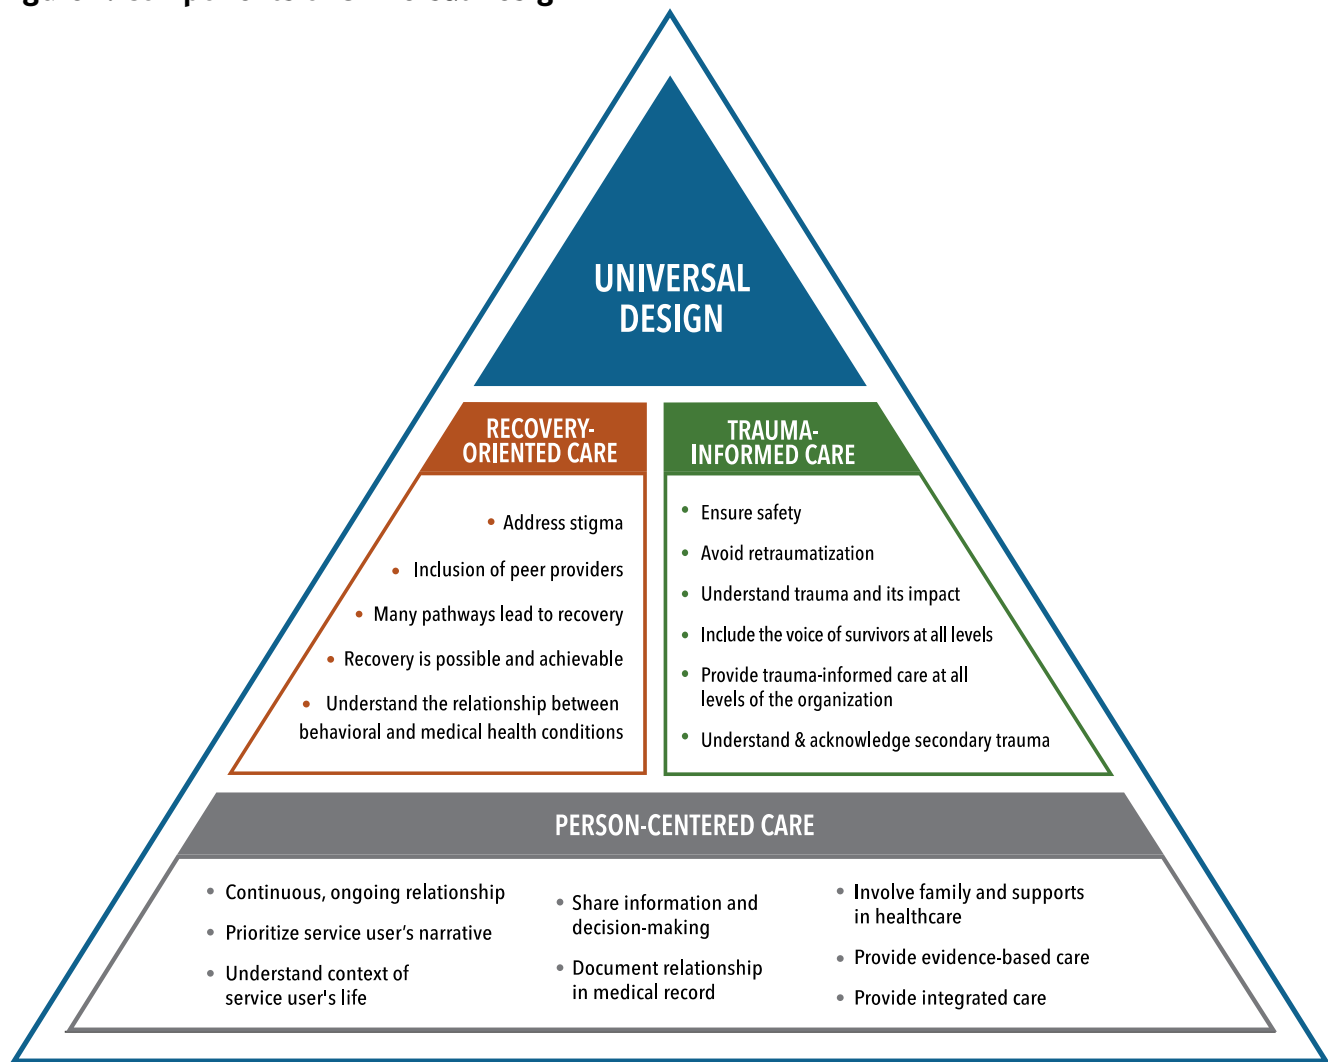 UNIVERSAL
DESIGN
RECOVERY-
ORIENTED CARE
• Address stigma
• Inclusion of peer providers
• Many pathways lead to recovery
• Recovery is possible and achievable
• Understand the relationship between
behavioral and medical health conditions
TRAUMA-
INFORMED CARE
• Ensure safety
• Avoid retraumatization
• Understand trauma and its impact
• Include the voice of survivors at all levels
• Provide trauma-informed care at all
levels of the organization
• Understand & acknowledge secondary trauma
PERSON-CENTERED CARE
• Continuous, ongoing relationship
• Prioritize service user’s narrative
• Understand context of
service user's life
• Share information and
decision-making
• Document relationship
in medical record
• Involve family and supports
in healthcare
• Provide evidence-based care
• Provide integrated care